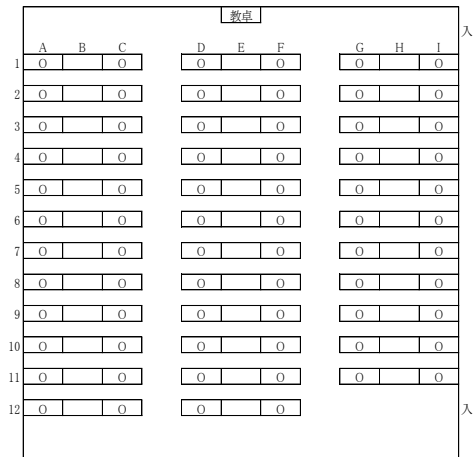 教卓
入
A B C D E F G H I
1 O O O O O O
2 O O O O O O
3 O O O O O O
4 O O O O O O
5 O O O O O O
6 O O O O O O
7 O O O O O O
8 O O O O O O
9 O O O O O O
10 O O O O O O
11 O O O O O O
12 O O O O 入